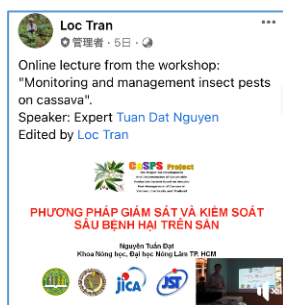 Loc Tran
管理者・5日・
Online lecture from the workshop:
"Monitoring and management insect pests
on cassava".
Speaker: Expert Tuan Dat Nguyen
Edited by Loc Tran
CaSPS Project
PHƯƠNG PHÁP GIÁM SÁT VÀ KIỂM SOÁT
SÂU BỆNH HẠI TRÊN SẮN
Nguyễn Tuấn Đạt
Khoa Nông học, Đại học Nông Lâm TP. HCM
JICA
JST